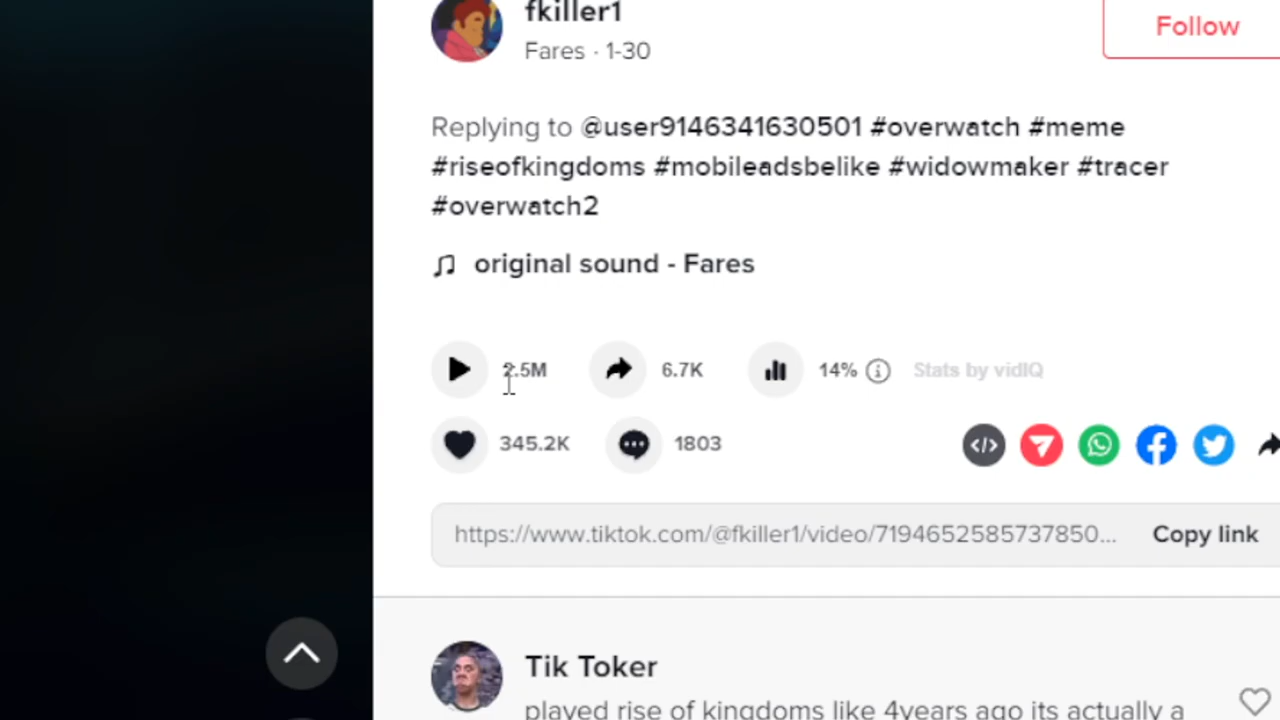 fkiller1
Fares · 1-30
Follow
Replying to @user9146341630501 #overwatch #meme
#riseofkingdoms #mobileadsbelike #widowmaker #tracer
#overwatch2
original sound - Fares
2.5M
6.7K
14%
Stats by vidIQ
345.2K
1803
https://www.tiktok.com/@fkiller1/video/7194652585737850...
Copy link
Tik Toker
played rise of kingdoms like 4years ago its actually a